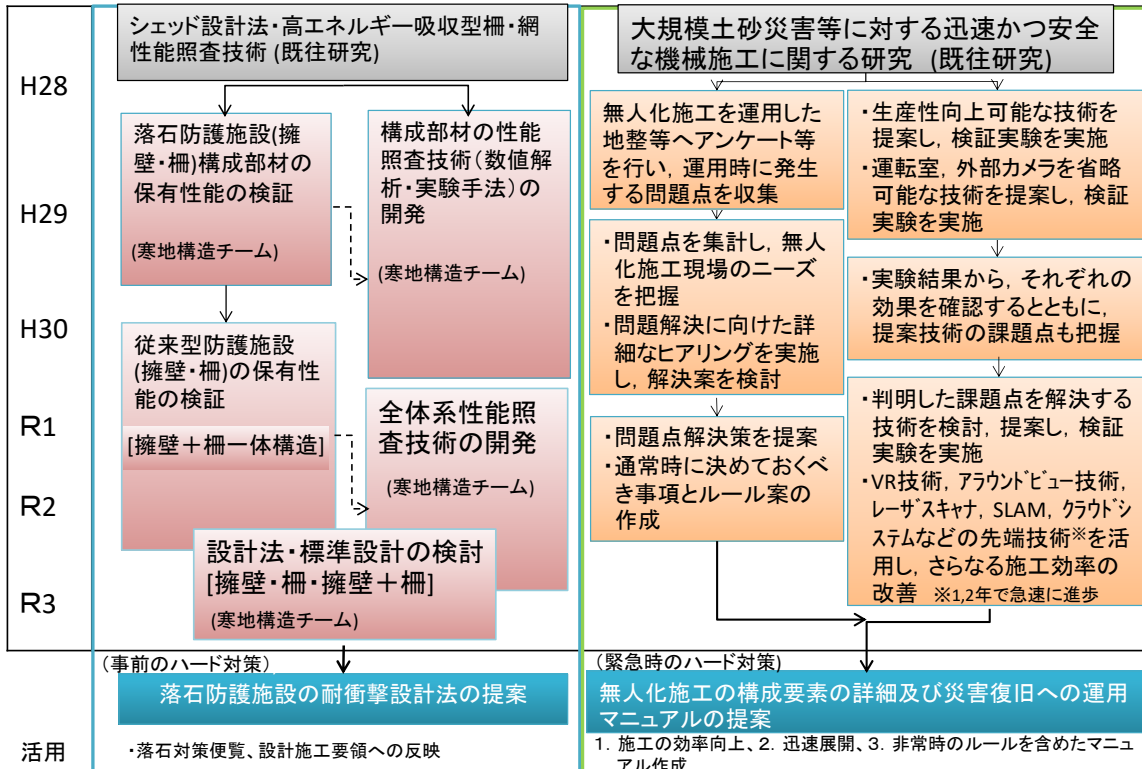 シェッド設計法・高エネルギー吸収型柵・網
性能照査技術 (既往研究)
大規模土砂災害等に対する迅速かつ安全
な機械施工に関する研究 (既往研究)
H28
H29
H30
R1
R2
R3
活用
落石防護施設(擁
壁・柵)構成部材の
保有性能の検証
(寒地構造チーム)
構成部材の性能
照査技術(数値解
析・実験手法)の
開発
(寒地構造チーム)
従来型防護施設
(擁壁・柵)の保有性
能の検証
[擁壁＋柵一体構造]
全体系性能照
査技術の開発
(寒地構造チーム)
設計法・標準設計の検討
[擁壁・柵・擁壁＋柵]
(寒地構造チーム)
(事前のハード対策)
落石防護施設の耐衝撃設計法の提案
・落石対策便覧、設計施工要領への反映
無人化施工を運用した
地整等へアンケート等
を行い，運用時に発生
する問題点を収集
・問題点を集計し，無人
化施工現場のニーズ
を把握
・問題解決に向けた詳
細なヒアリングを実施
し，解決案を検討
・問題点解決策を提案
・通常時に決めておくべ
き事項とルール案の
作成
・生産性向上可能な技術を
提案し，検証実験を実施
・運転室，外部カメラを省略
可能な技術を提案し，検証
実験を実施
・実験結果から，それぞれの
効果を確認するとともに，
提案技術の課題点も把握
・判明した課題点を解決する
技術を検討，提案し，検証
実験を実施
・VR技術，ｱﾗｳﾝﾄﾞﾋﾞｭｰ技術，
ﾚｰｻﾞｽｷｬﾅ，SLAM，ｸﾗｳﾄﾞｼ
ｽﾃﾑなどの先端技術※を活
用し，さらなる施工効率の
改善 ※1,2年で急速に進歩
(緊急時のハード対策)
無人化施工の構成要素の詳細及び災害復旧への運用
マニュアルの提案
1．施工の効率向上、2．迅速展開、3．非常時のルールを含めたマニュ
アル作成